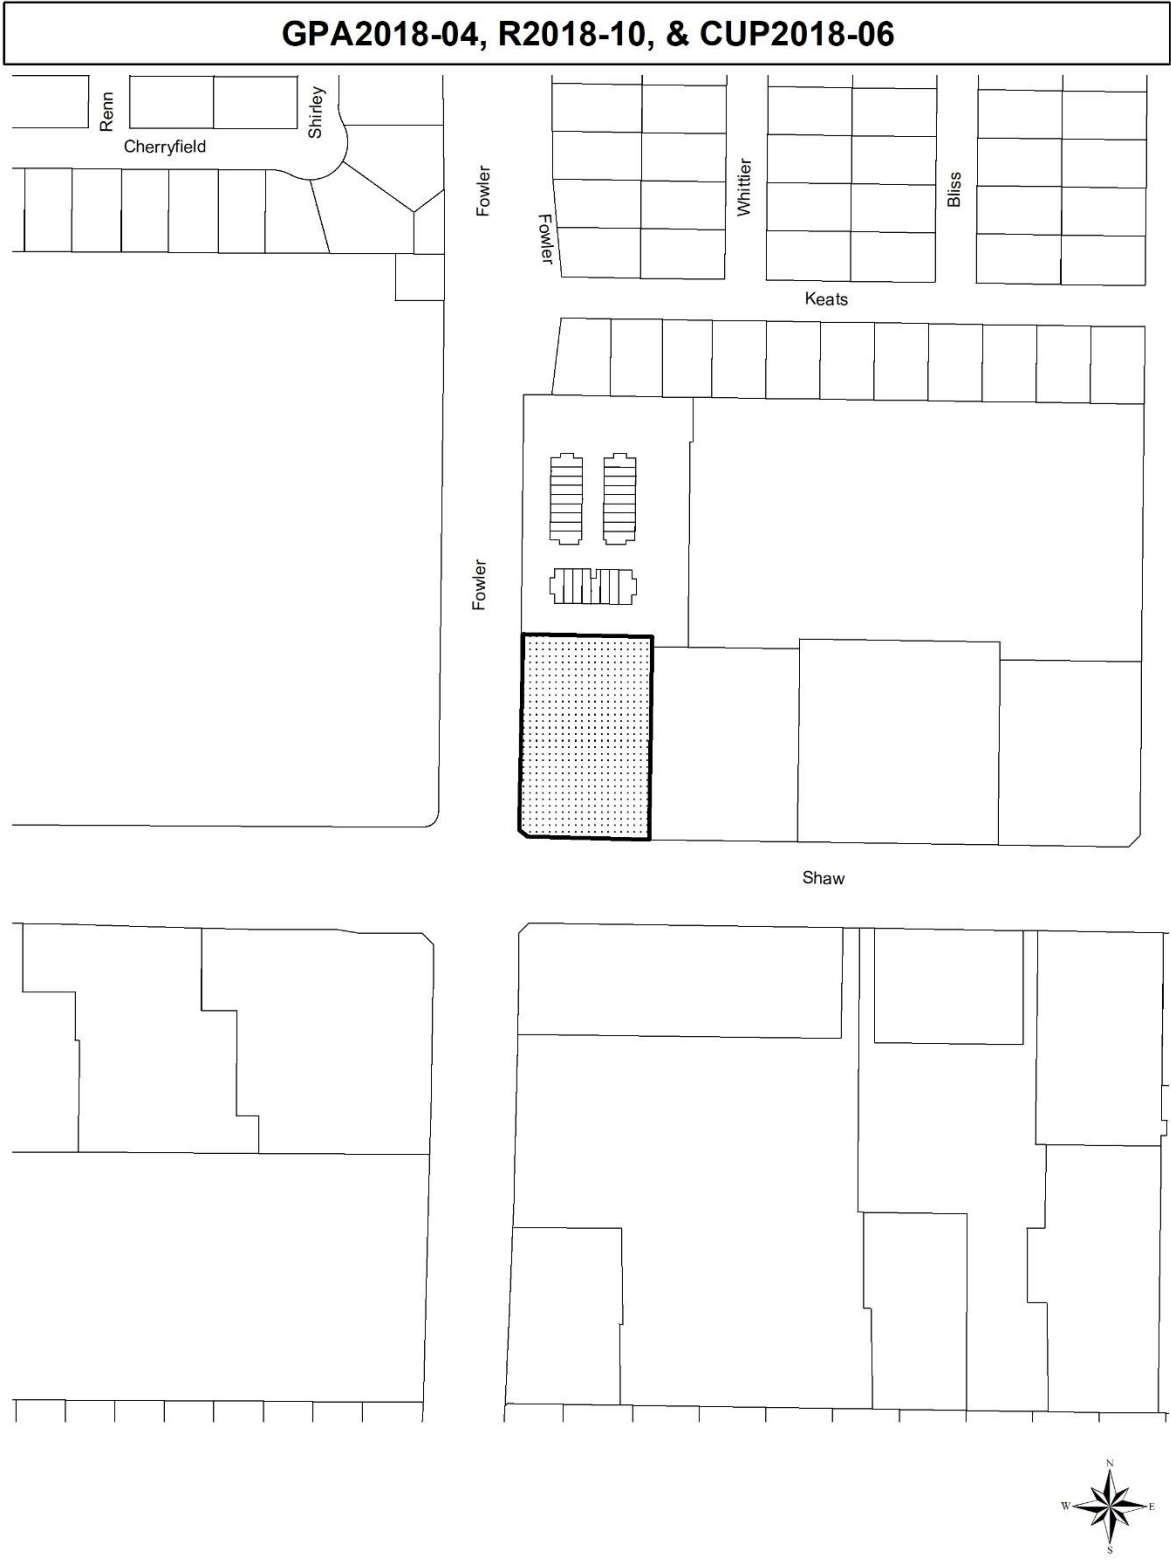 GPA2018-04, R2018-10, & CUP2018-06
Renn
Shirley
Cherryfield
Fowler
Whittier
Bliss
Fowler
Keats
Fowler
Shaw
N
W
E
S